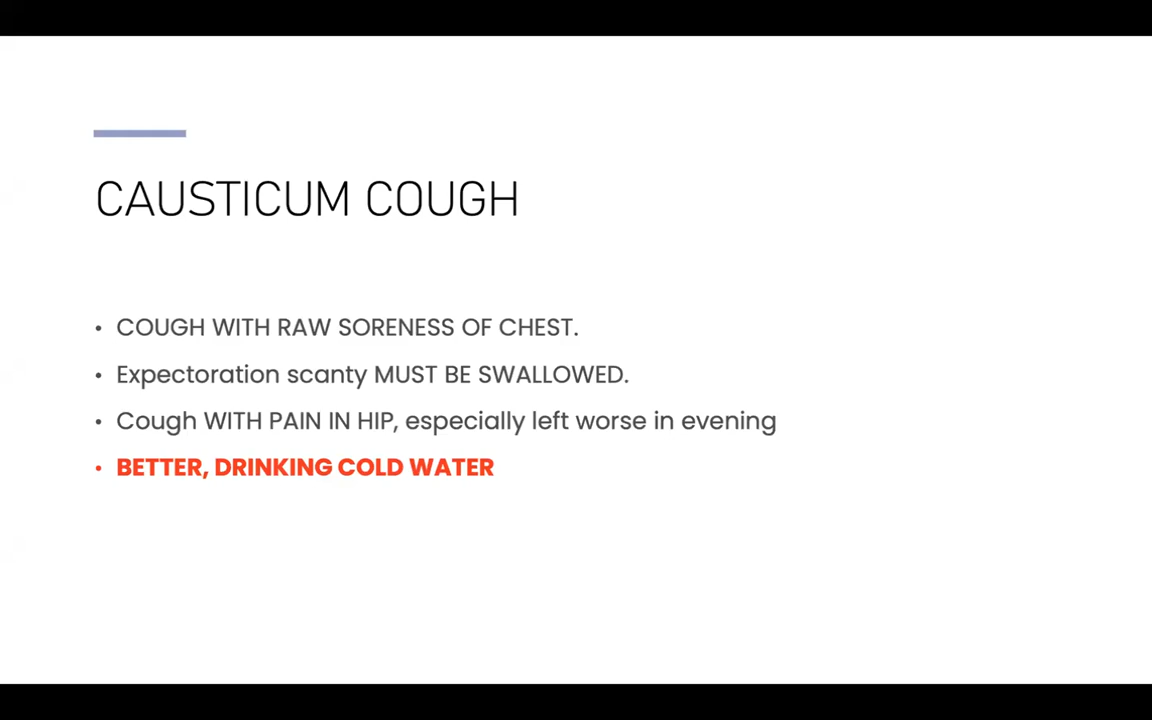 CAUSTICUM COUGH
• COUGH WITH RAW SORENESS OF CHEST.
• Expectoration scanty MUST BE SWALLOWED.
• Cough WITH PAIN IN HIP, especially left worse in evening
• BETTER, DRINKING COLD WATER